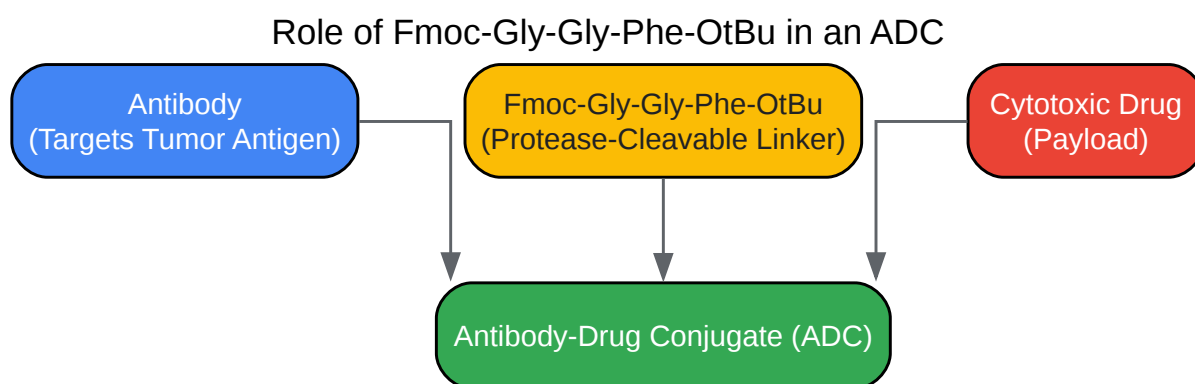 Role of Fmoc-Gly-Gly-Phe-OtBu in an ADC
Antibody
(Targets Tumor Antigen)
Fmoc-Gly-Gly-Phe-OtBu
(Protease-Cleavable Linker)
Cytotoxic Drug
(Payload)
Antibody-Drug Conjugate (ADC)